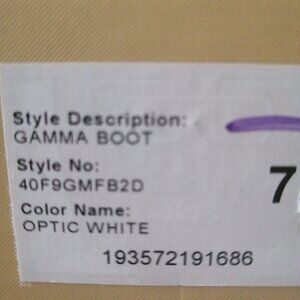 Style Description:
GAMMA BOOT
Style No:
40F9GMFB2D
7
Color Name:
OPTIC WHITE
193572191686